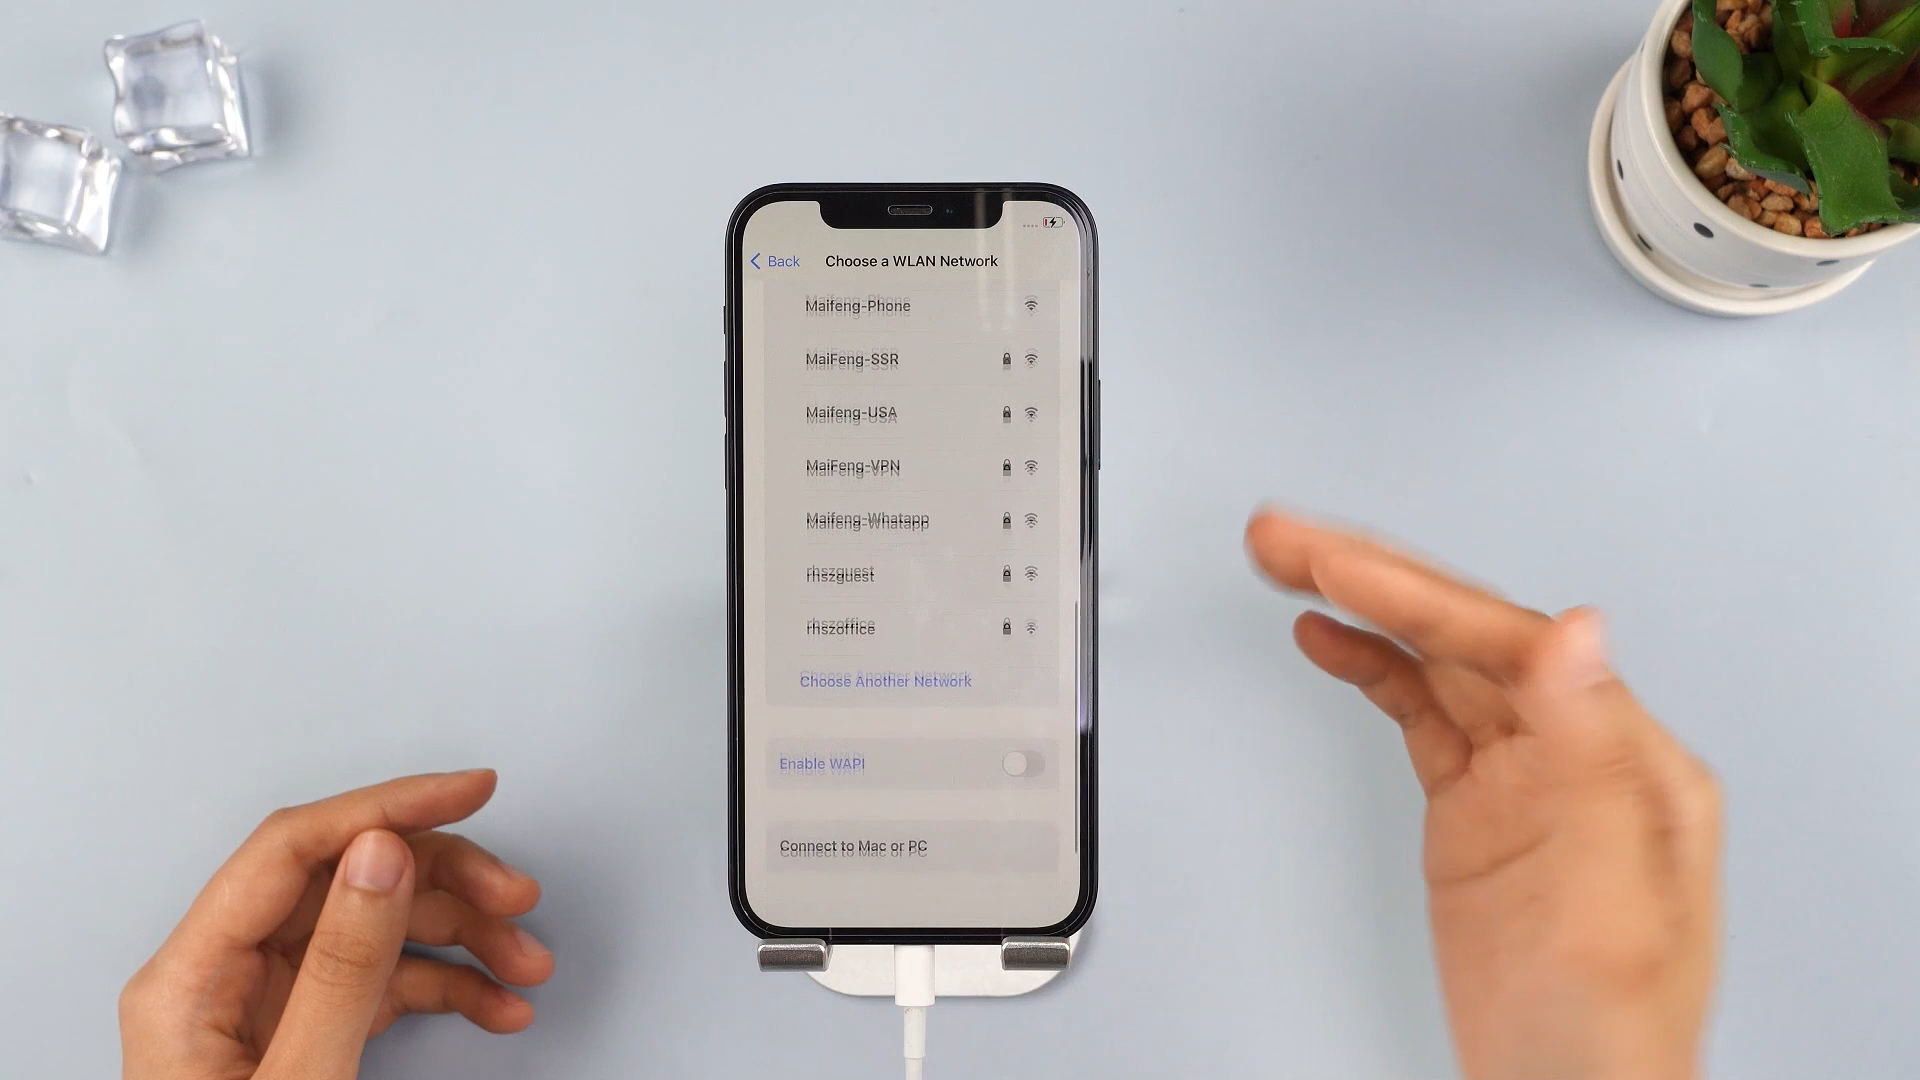 Back
Choose a WLAN Network
Maifeng-Phone
MaiFeng-SSR
Maifeng-USA
MaiFeng-VPN
Maifeng-Whatapp
rhszguest
rhszoffice
Choose Another Network
Enable WAPI
Connect to Mac or PC